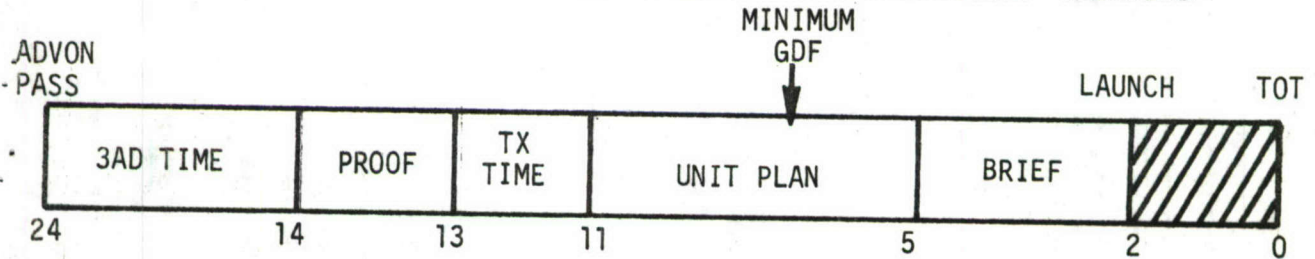 MINIMUM
GDF
ADVON
PASS
LAUNCH
TOT
3AD TIME
PROOF
TX
TIME
UNIT PLAN
BRIEF
24
14
13
11
5
2
0